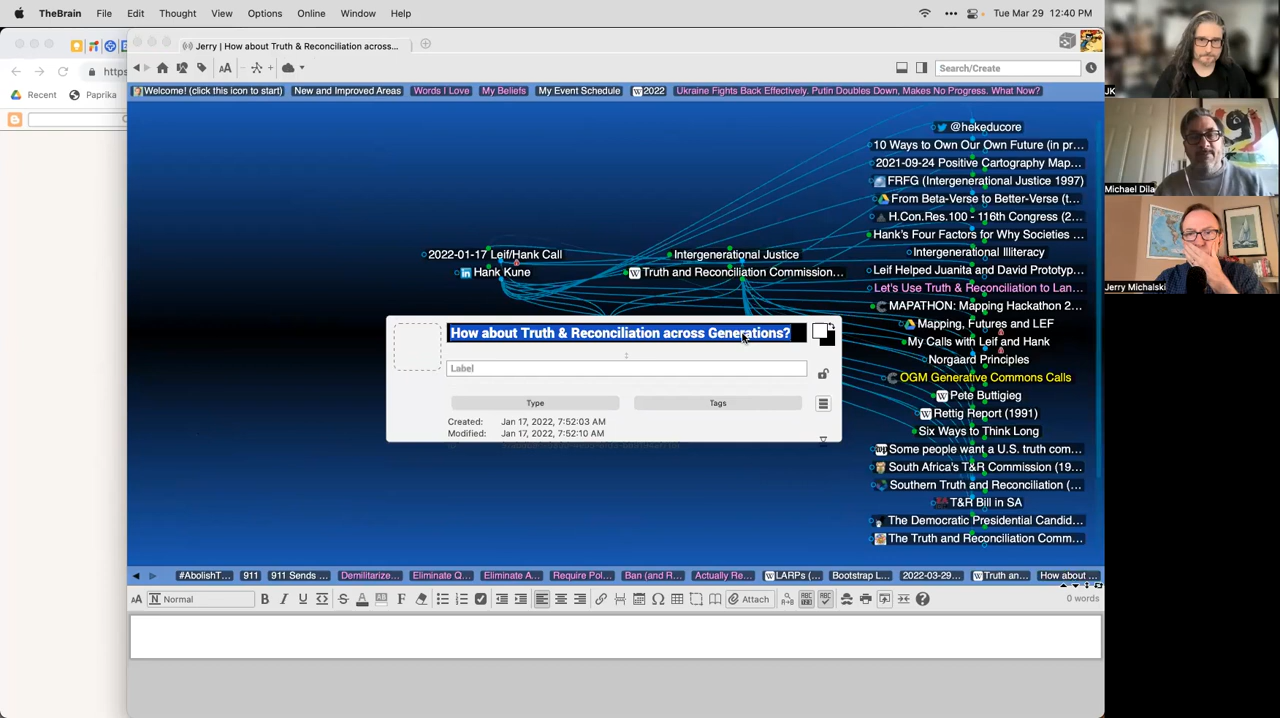 TheBrain File Edit Thought View Options Online Window Help Tue Mar 29 12:40 PM
Jerry | How about Truth & Reconciliation across...
https
Search/Create
Recent Paprika
Welcome! (click this icon to start) New and Improved Areas Words I Love My Beliefs My Event Schedule 2022 Ukraine Fights Back Effectively. Putin Doubles Down, Makes No Progress. What Now?
JK
@hekeducore
10 Ways to Own Our Own Future (in pr...
2021-09-24 Positive Cartography Map...
FRFG (Intergenerational Justice 1997)
Michael Dila
From Beta-Verse to Better-Verse (t...
H.Con.Res.100 - 116th Congress (2...
Hank's Four Factors for Why Societies ...
2022-01-17 Leif/Hank Call Intergenerational Justice Intergenerational Illiteracy
Hank Kune Truth and Reconciliation Commission... Leif Helped Juanita and David Prototyp...
Let's Use Truth & Reconciliation to Lan...
Jerry Michalski
MAPATHON: Mapping Hackathon 2...
Mapping, Futures and LEF
How about Truth & Reconciliation across Generations?
My Calls with Leif and Hank
Norgaard Principles
Label
OGM Generative Commons Calls
Pete Buttigieg
Type Tags
Rettig Report (1991)
Created: Jan 17, 2022, 7:52:03 AM
Modified: Jan 17, 2022, 7:52:10 AM
Six Ways to Think Long
Some people want a U.S. truth com...
South Africa's T&R Commission (19...
Southern Truth and Reconciliation (...
T&R Bill in SA
The Democratic Presidential Candid...
The Truth and Reconciliation Comm...
#AbolishT... 911 911 Sends ... Demilitarize... Eliminate Q... Eliminate A... Require Pol... Ban (and R... Actually Re... LARPs (... Bootstrap L... 2022-03-29... Truth an... How about ...
Normal B I U S A Attach 0 words